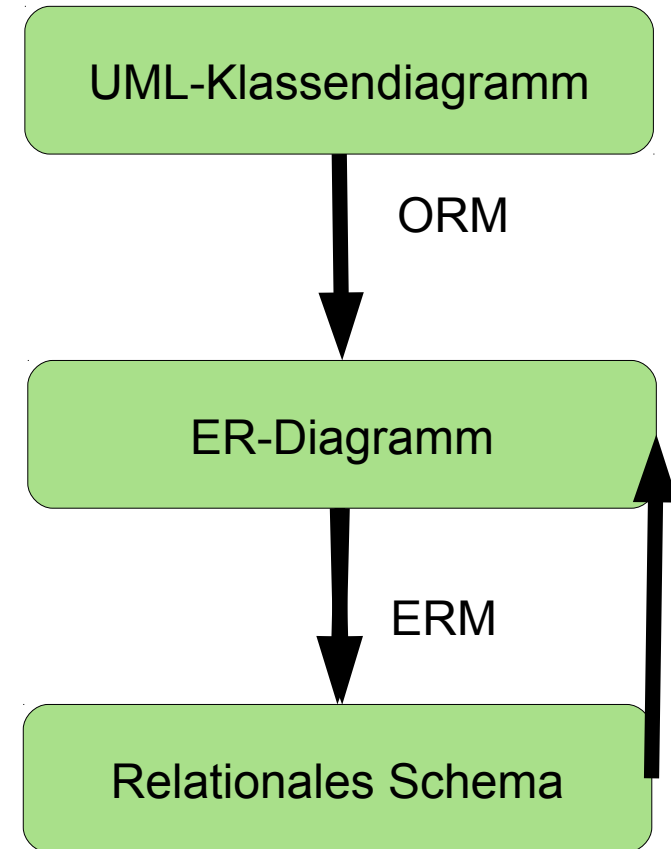 UML-Klassendiagramm
ORM
ER-Diagramm
ERM
Relationales Schema